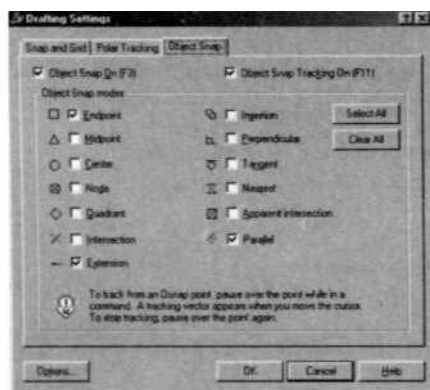 Drafting Settings
Snap and Grid Polar Tracking Object Snap
Object Snap On (F3) Object Snap Tracking On (F11)
Object Snap modes
Endpoint Insertion Select All
Midpoint Perpendicular Clear All
Center Tangent
Node Nearest
Quadrant Apparent intersection
Intersection Parallel
Extension
To track from an Osnap point, pause over the point while in a
command. A tracking vector appears when you move the cursor.
To stop tracking, pause over the point again.
Options... OK Cancel Help